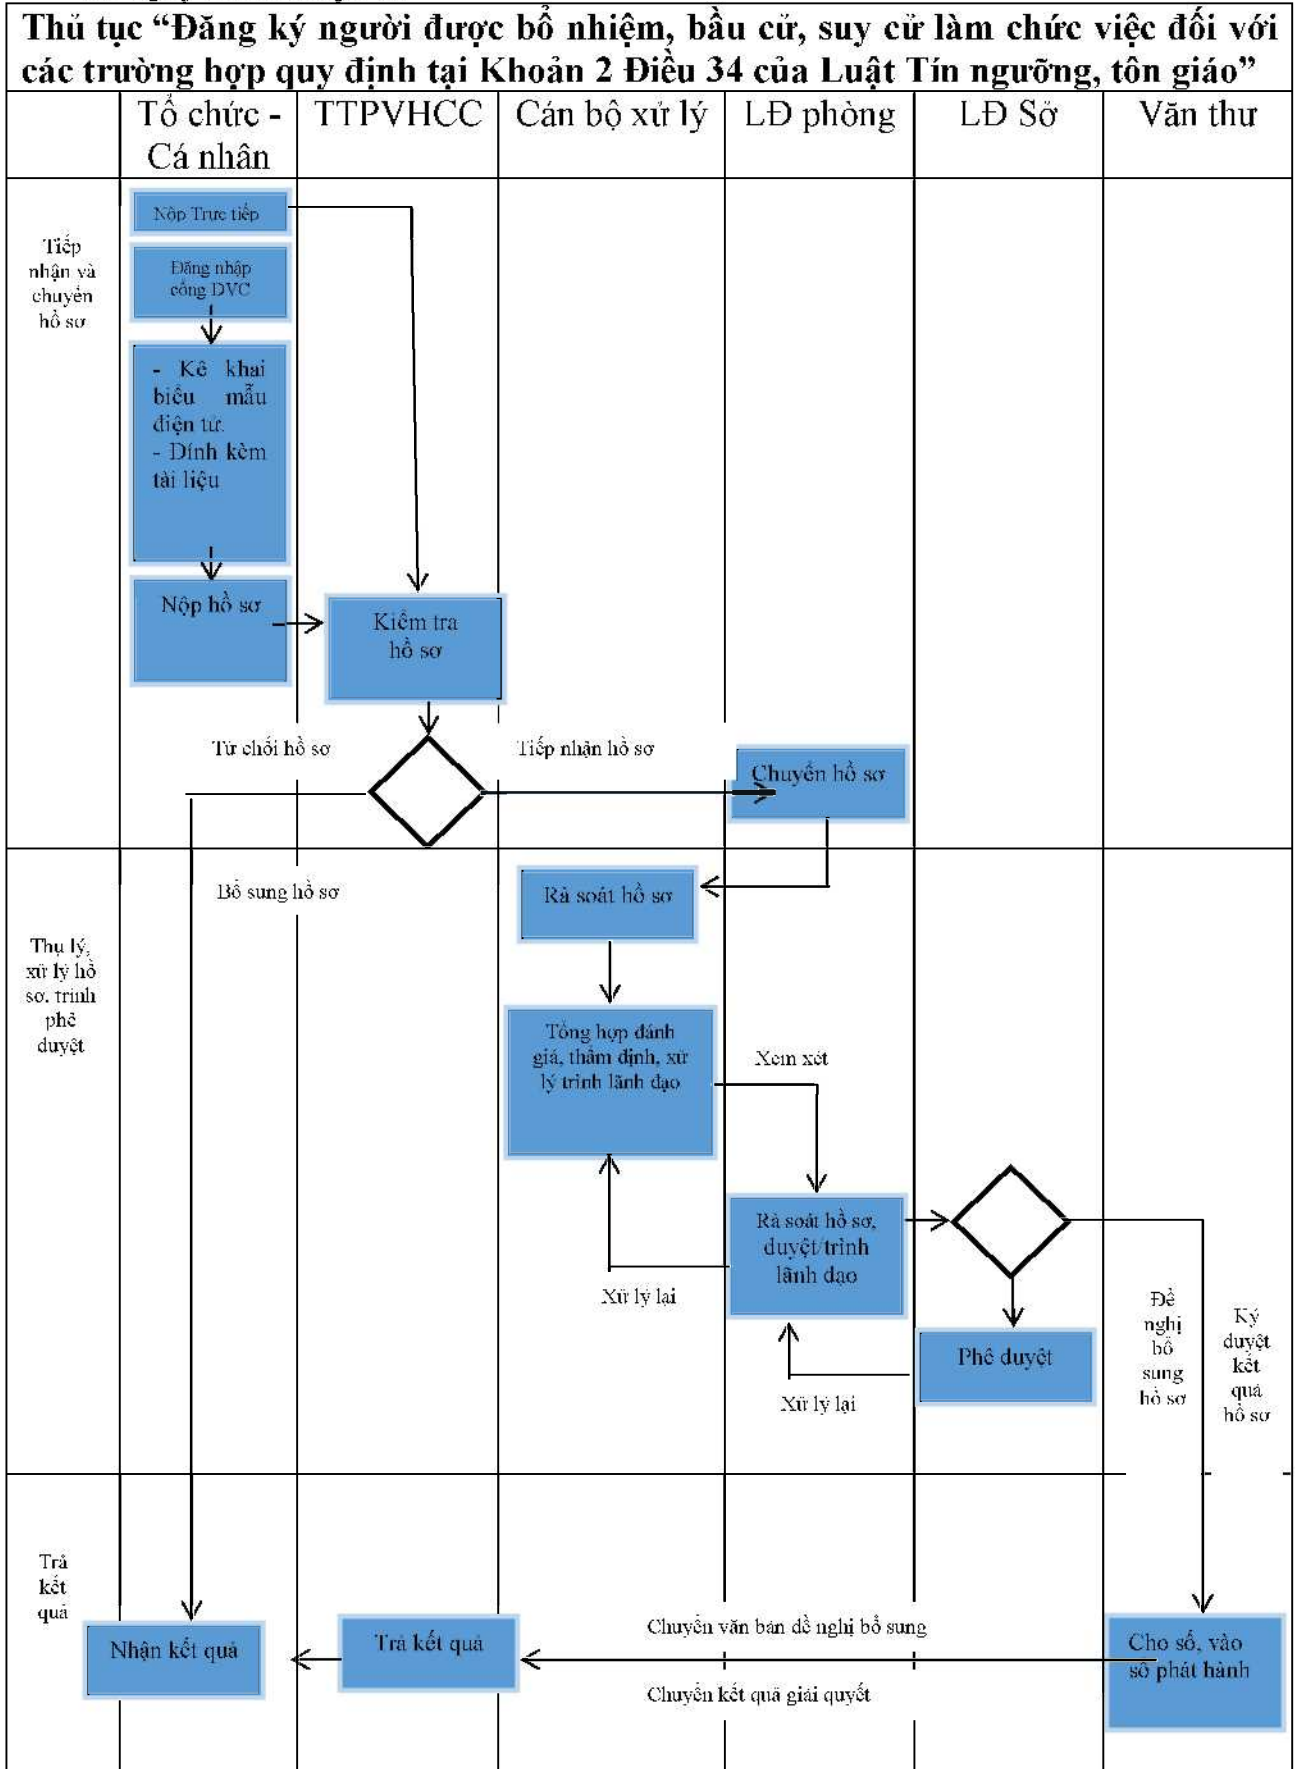 Thủ tục “Đăng ký người được bổ nhiệm, bầu cử, suy cử làm chức việc đối với
các trường hợp quy định tại Khoản 2 Điều 34 của Luật Tín ngưỡng, tôn giáo”
Tổ chức -
Cá nhân
TTPVHCC
Cán bộ xử lý
LĐ phòng
LĐ Sở
Văn thư
Tiếp
nhận và
chuyển
hồ sơ
Nộp Trực tiếp
Đăng nhập
cổng DVC
- Kê khai
biểu mẫu
điện tử.
- Đính kèm
tài liệu
Nộp hồ sơ
Kiểm tra
hồ sơ
Từ chối hồ sơ
Tiếp nhận hồ sơ
Chuyển hồ sơ
Bổ sung hồ sơ
Rà soát hồ sơ
Thụ lý,
xử lý hồ
sơ, trình
phê
duyệt
Tổng hợp đánh
giá, thẩm định, xử
lý trình lãnh đạo
Xem xét
Rà soát hồ sơ,
duyệt/trình
lãnh đạo
Xử lý lại
Phê duyệt
Xử lý lại
Đề
nghị
bổ
sung
hồ sơ
Ký
duyệt
kết
quả
hồ sơ
Trả
kết
quả
Nhận kết quả
Trả kết quả
Chuyển văn bản đề nghị bổ sung
Chuyển kết quả giải quyết
Cho số, vào
sổ phát hành